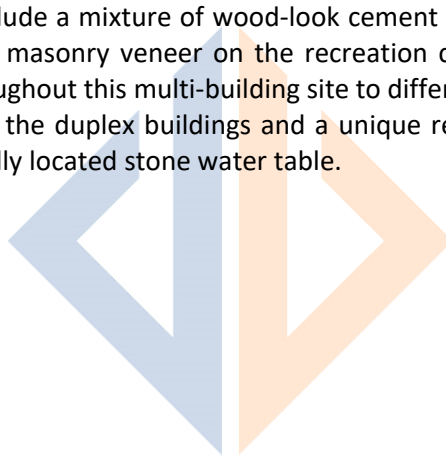 lude a mixture of wood-look cement
masonry veneer on the recreation
ughout this multi-building site to differ
the duplex buildings and a unique re
lly located stone water table.